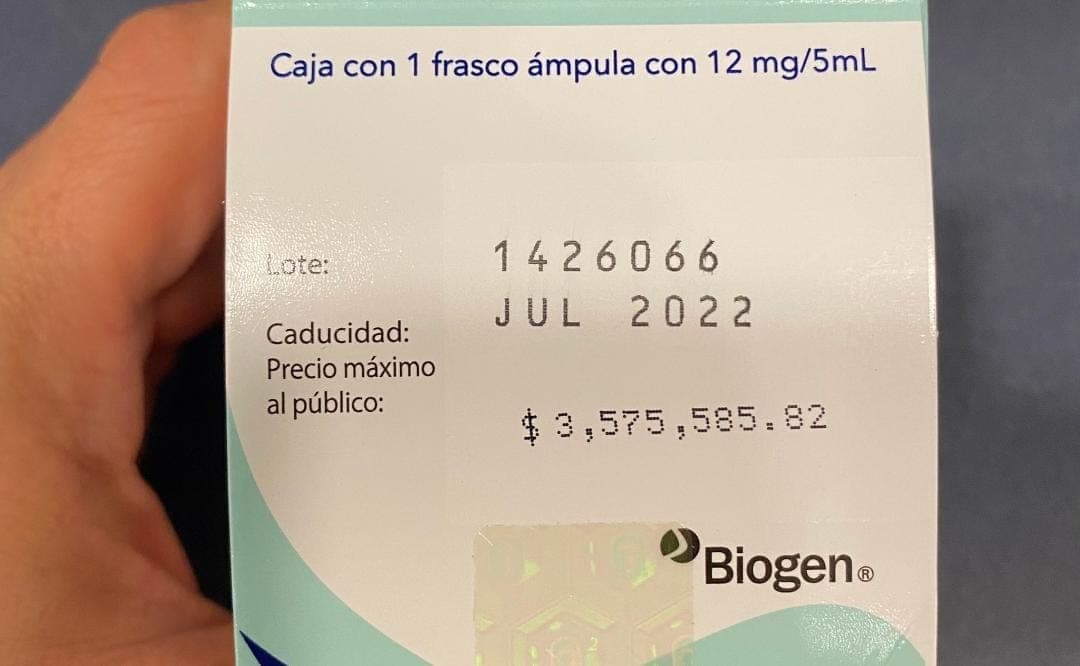 Caja con 1 frasco ámpula con 12 mg/5mL
Lote: 1426066
JUL 2022
Caducidad:
Precio máximo
al público: $ 3,575,585.82
Biogen®